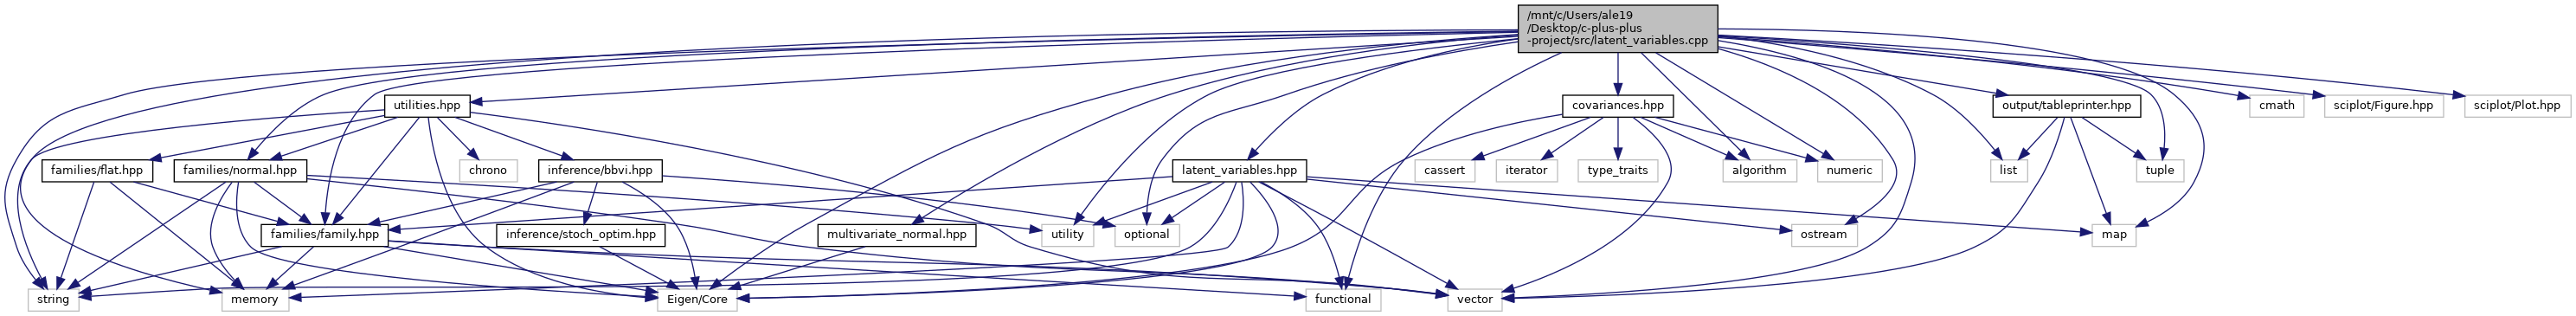 /mnt/c/Users/ale19
/Desktop/c-plus-plus
-project/src/latent_variables.cpp
utilities.hpp
covariances.hpp
output/tableprinter.hpp
cmath
sciplot/Figure.hpp
sciplot/Plot.hpp
families/flat.hpp
families/normal.hpp
chrono
inference/bbvi.hpp
latent_variables.hpp
cassert
iterator
type_traits
algorithm
numeric
list
tuple
families/family.hpp
inference/stoch_optim.hpp
multivariate_normal.hpp
utility
optional
ostream
map
string
memory
Eigen/Core
functional
vector